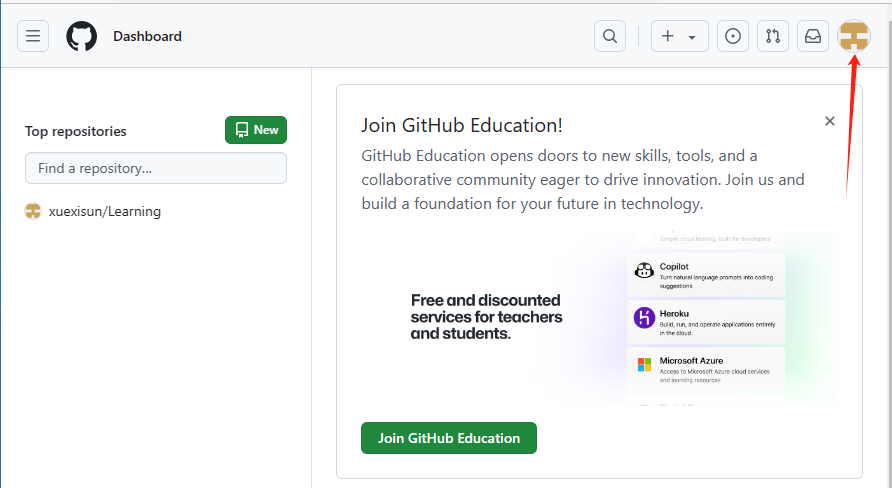 Dashboard
Top repositories
New
Find a repository...
xuexisun/Learning
Join GitHub Education!
GitHub Education opens doors to new skills, tools, and a
collaborative community eager to drive innovation. Join us and
build a foundation for your future in technology.
Free and discounted
services for teachers
and students.
Simple cloud hosting, built for developers
Copilot
Turn natural language prompts into coding
suggestions
Heroku
Build, run, and operate applications entirely
in the cloud.
Microsoft Azure
Access to Microsoft Azure cloud services
and learning resources
Join GitHub Education